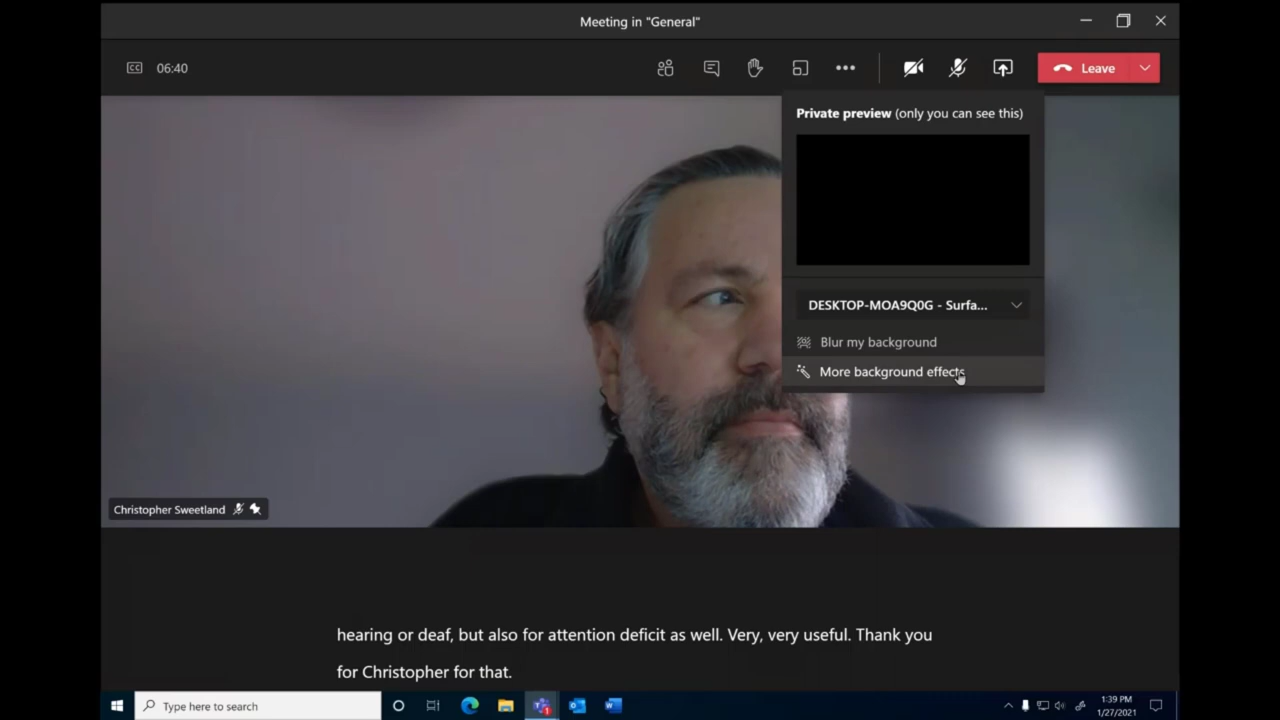 Meeting in "General"
CC 06:40
Leave
Private preview (only you can see this)
DESKTOP-MOA9Q0G - Surfa...
Blur my background
More background effects
Christopher Sweetland
hearing or deaf, but also for attention deficit as well. Very, very useful. Thank you
for Christopher for that.
Type here to search
1:39 PM
1/27/2021